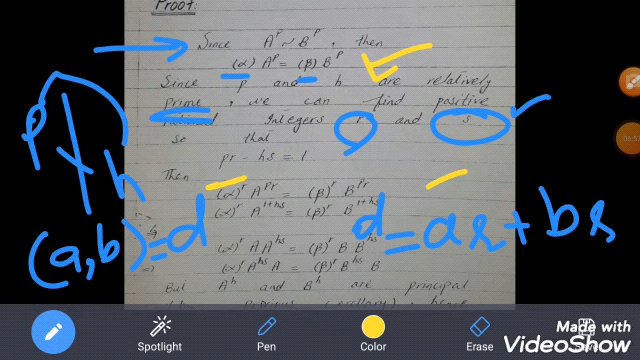 Proof:
Since A^P ~ B^P, then
(α) A^P = (β) B^P
Since p and h are relatively
prime, we can find positive
Integers r and s
so that
pr - hs = 1
Then
(α)^r A^pr = (β)^r B^pr
(α)^r A^1+hs = (β)^r B^1+hs
(α)^r A A^hs = (β)^r B B^hs
=> (α)^r A^hs A = (β)^r B^hs B
But A^h and B^h are principal
hence
p h
(a,b) = d
d = ar + bs
Spotlight
Pen
Color
Erase
Made with
VideoShow